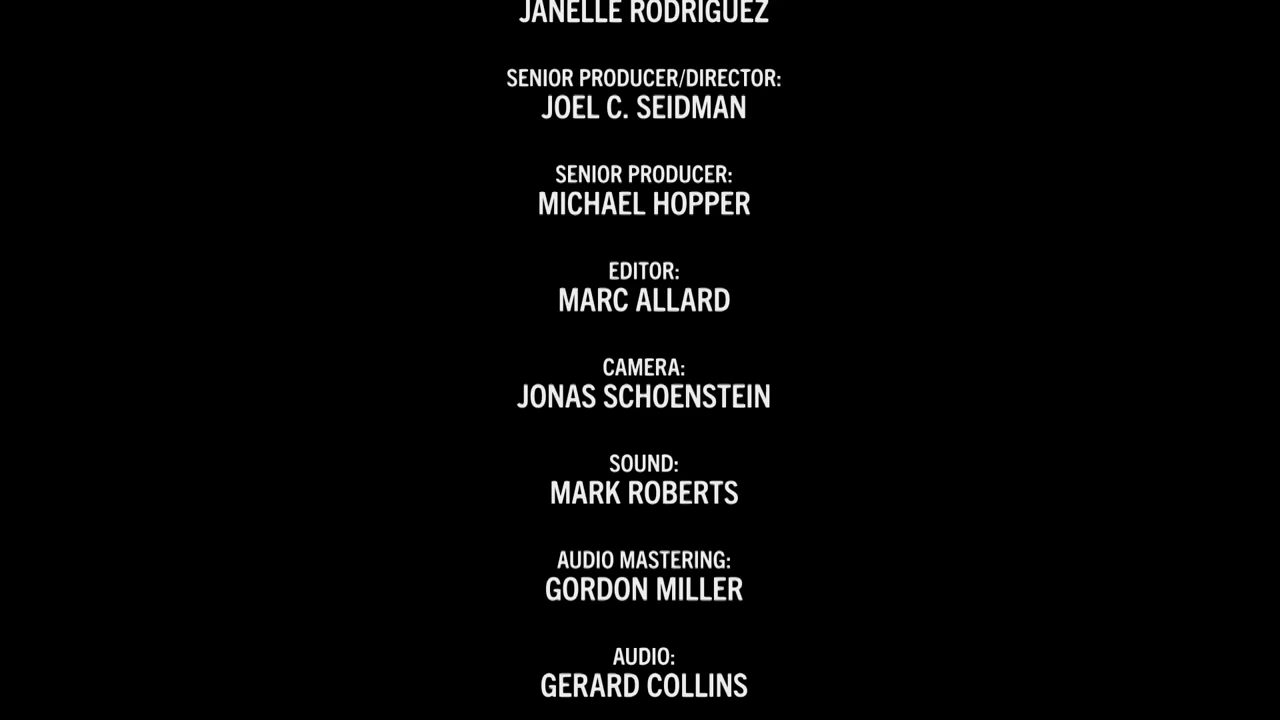 JANELLE RODRIGUEZ
SENIOR PRODUCER/DIRECTOR:
JOEL C. SEIDMAN
SENIOR PRODUCER:
MICHAEL HOPPER
EDITOR:
MARC ALLARD
CAMERA:
JONAS SCHOENSTEIN
SOUND:
MARK ROBERTS
AUDIO MASTERING:
GORDON MILLER
AUDIO:
GERARD COLLINS